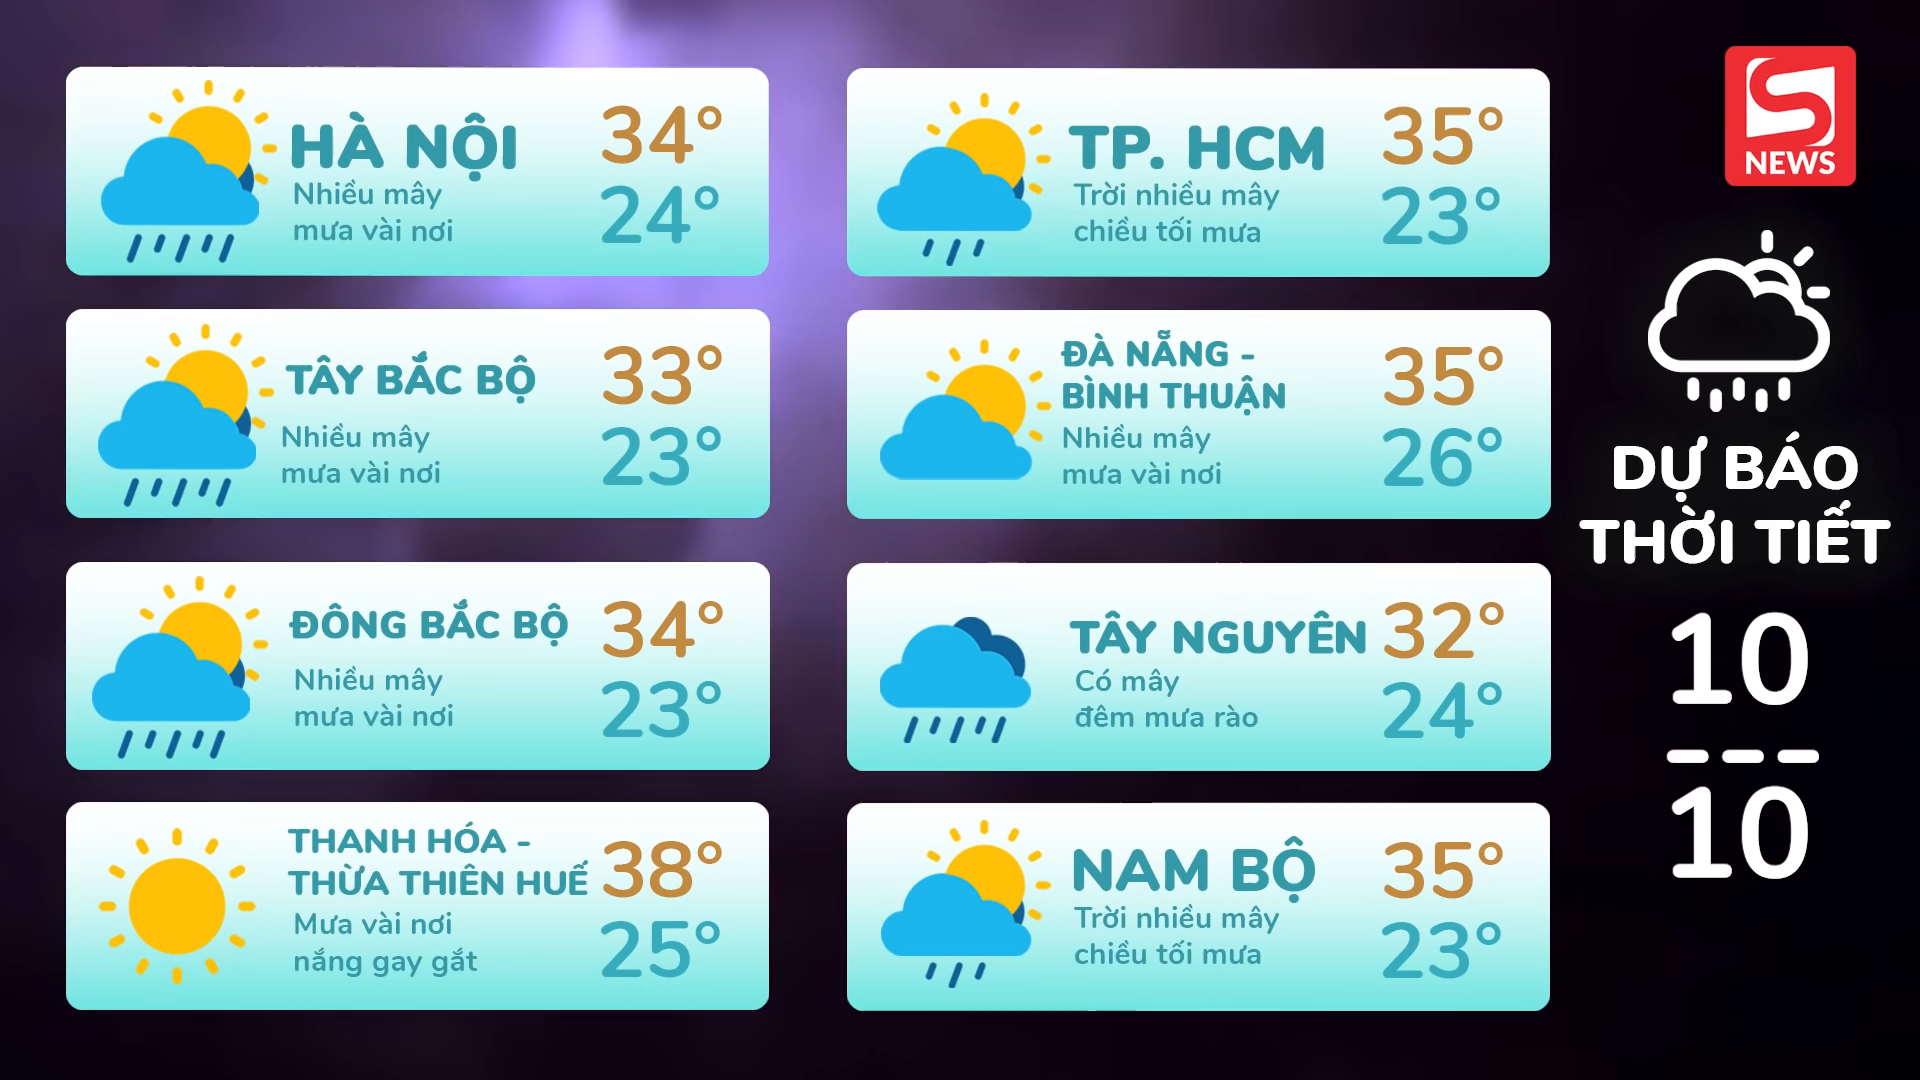 HÀ NỘI
Nhiều mây
mưa vài nơi
34°
24°
TP. HCM
Trời nhiều mây
chiều tối mưa
35°
23°
TÂY BẮC BỘ
Nhiều mây
mưa vài nơi
33°
23°
ĐÀ NẴNG -
BÌNH THUẬN
Nhiều mây
mưa vài nơi
35°
26°
ĐÔNG BẮC BỘ
Nhiều mây
mưa vài nơi
34°
23°
TÂY NGUYÊN
Có mây
đêm mưa rào
32°
24°
THANH HÓA -
THỪA THIÊN HUẾ
Mưa vài nơi
nắng gay gắt
38°
25°
NAM BỘ
Trời nhiều mây
chiều tối mưa
35°
23°
S
NEWS
DỰ BÁO
THỜI TIẾT
10
10